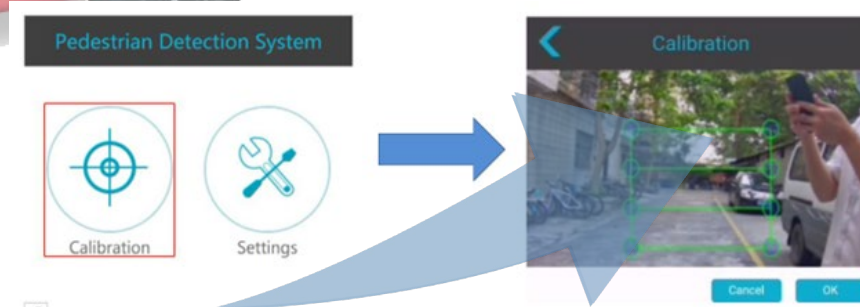 Pedestrian Detection System
Calibration
Settings
Calibration
Cancel
OK